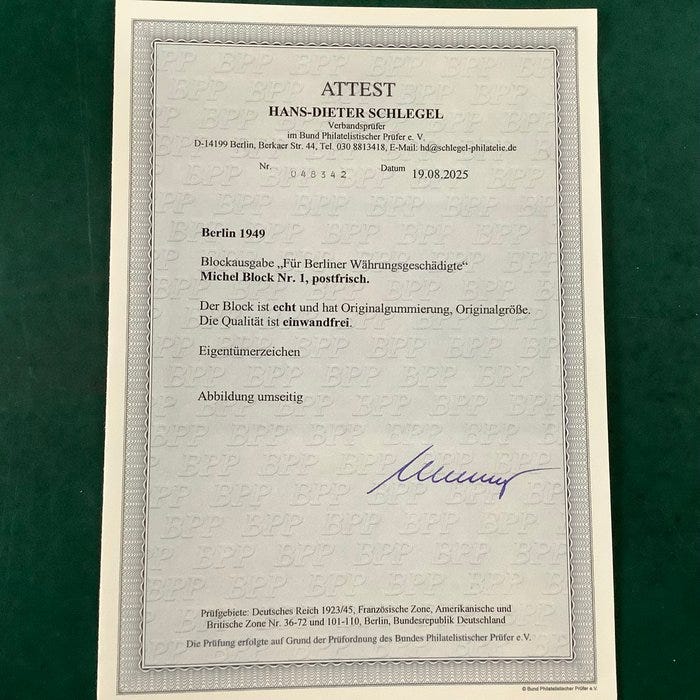 ATTEST
HANS-DIETER SCHLEGEL
Verbandsprüfer
im Bund Philatelistischer Prüfer e. V.
D-14199 Berlin, Berkaer Str. 44, Tel. 030 8813418, E-Mail: hd@schlegel-philatelie.de
Nr. 048342 Datum 19.08.2025
Berlin 1949
Blockausgabe „Für Berliner Währungsgeschädigte“
Michel Block Nr. 1, postfrisch.
Der Block ist echt und hat Originalgummierung, Originalgröße.
Die Qualität ist einwandfrei.
Eigentümerzeichen
Abbildung umseitig
Prüfgebiete: Deutsches Reich 1923/45, Französische Zone, Amerikanische und
Britische Zone Nr. 36-72 und 101-110, Berlin, Bundesrepublik Deutschland
Die Prüfung erfolgte auf Grund der Prüfordnung des Bundes Philatelistischer Prüfer e.V.
© Bund Philatelistischer Prüfer e.V.